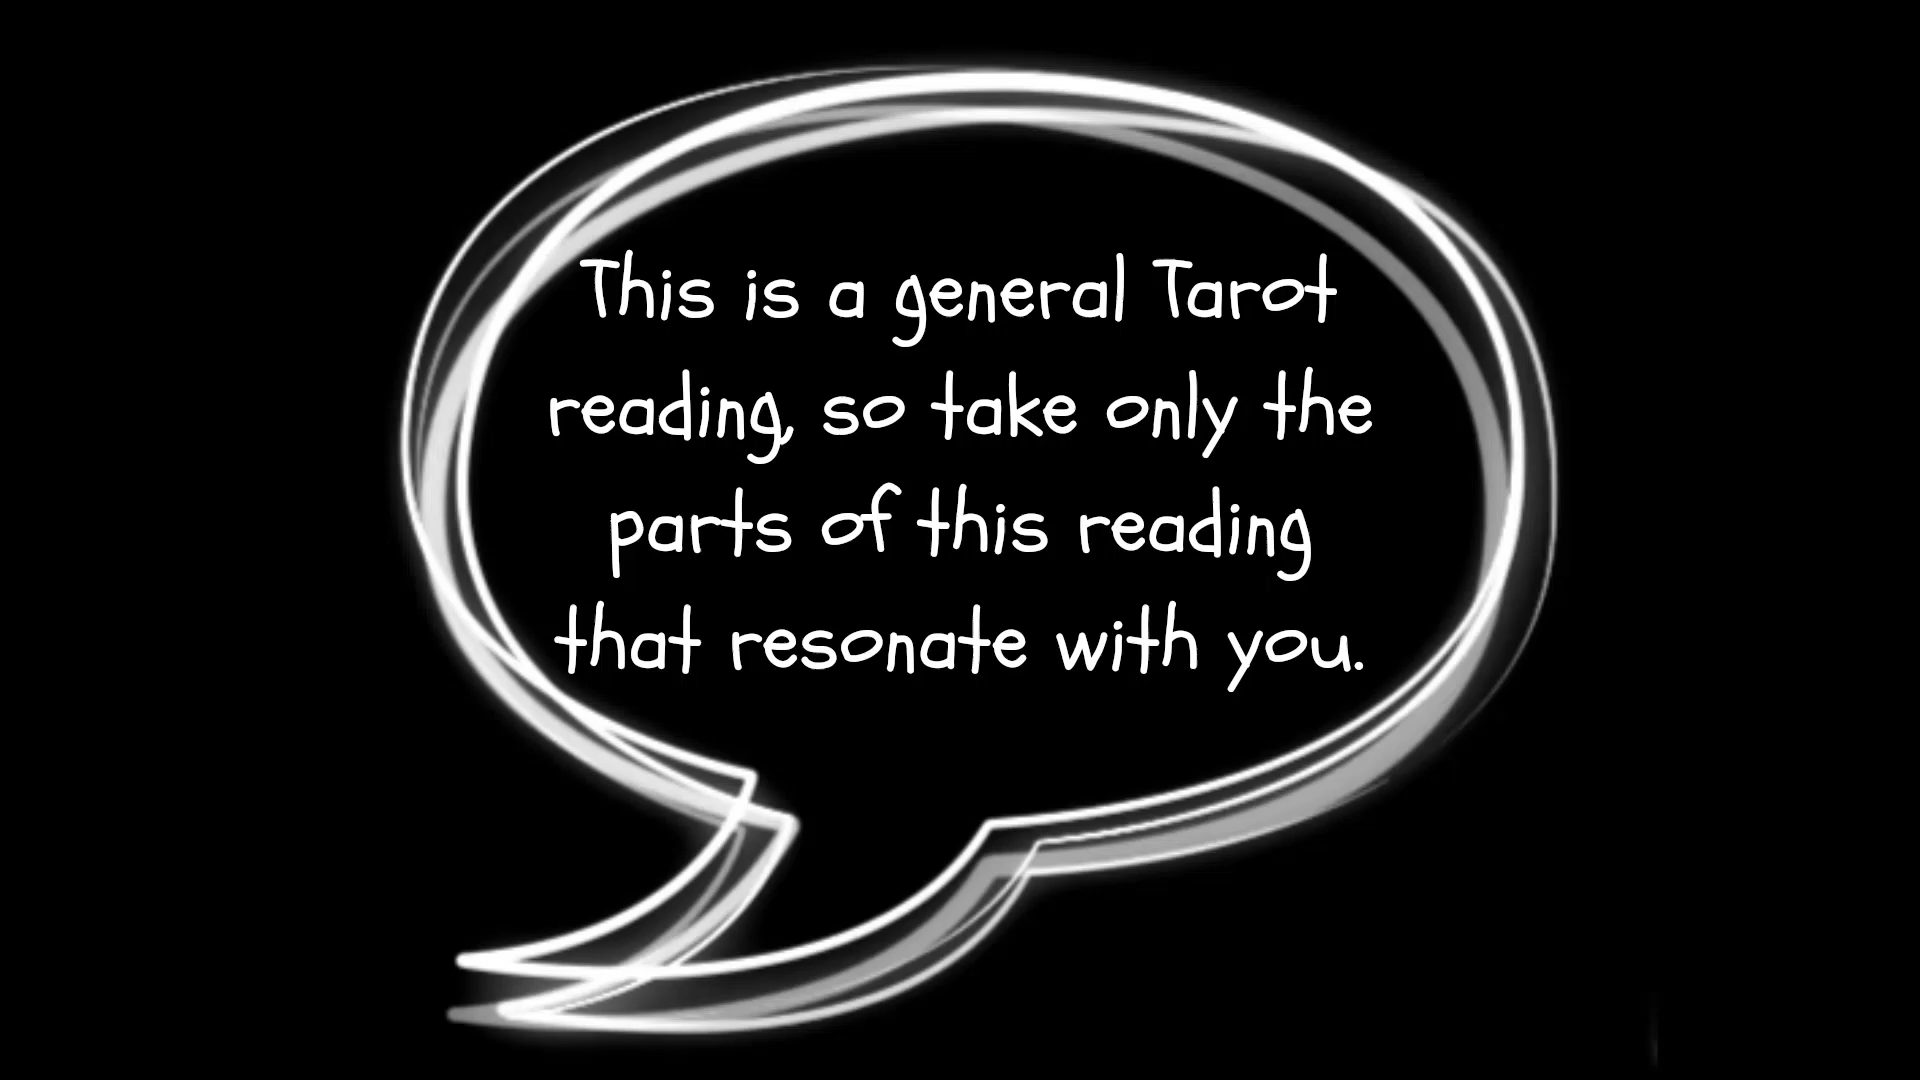 This is a general Tarot
reading, so take only the
parts of this reading
that resonate with you.